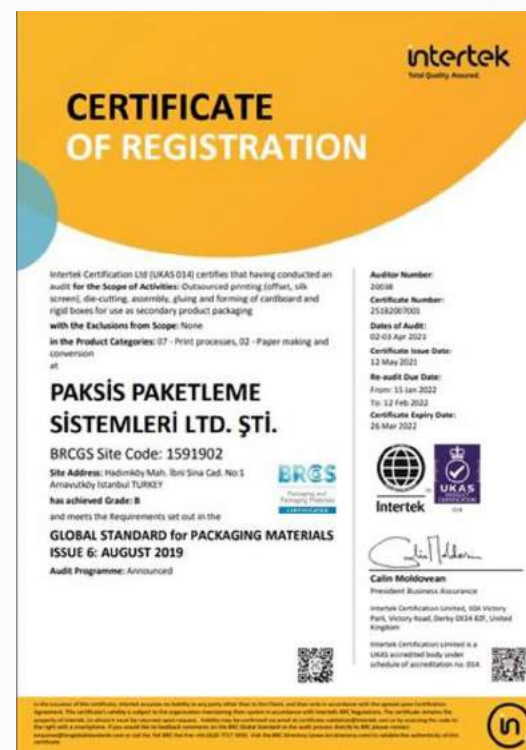 intertek
Total Quality. Assured.
CERTIFICATE
OF REGISTRATION
Intertek Certification Ltd (UKAS 014) certifies that having conducted an
audit for the Scope of Activities: Outsourced printing (offset, silk
screen), die-cutting, assembly, gluing and forming of cardboard and
rigid boxes for use as secondary product packaging
with the Exclusions from Scope: None
in the Product Categories: 07 - Print processes, 02 - Paper making and
conversion
at
PAKSİS PAKETLEME
SİSTEMLERİ LTD. ŞTİ.
BRCGS Site Code: 1591902
Site Address: Hadımköy Mah. İbni Sina Cad. No:1
Arnavutköy İstanbul TURKEY
has achieved Grade: B
and meets the Requirements set out in the
GLOBAL STANDARD for PACKAGING MATERIALS
ISSUE 6: AUGUST 2019
Audit Programme: Announced
BRCGS
Packaging and
Packaging Materials
CERTIFICATED
Auditor Number:
20038
Certificate Number:
25182007001
Dates of Audit:
02-03 Apr 2021
Certificate Issue Date:
12 May 2021
Re-audit Due Date:
From: 15 Jan 2022
To: 12 Feb 2022
Certificate Expiry Date:
26 Mar 2022
Intertek
UKAS
014
Calin Moldovean
President Business Assurance
Intertek Certification Limited, 10A Victory
Park, Victory Road, Derby DE24 8ZF, United
Kingdom
Intertek Certification Limited is a
UKAS accredited body under
schedule of accreditation no. 014.